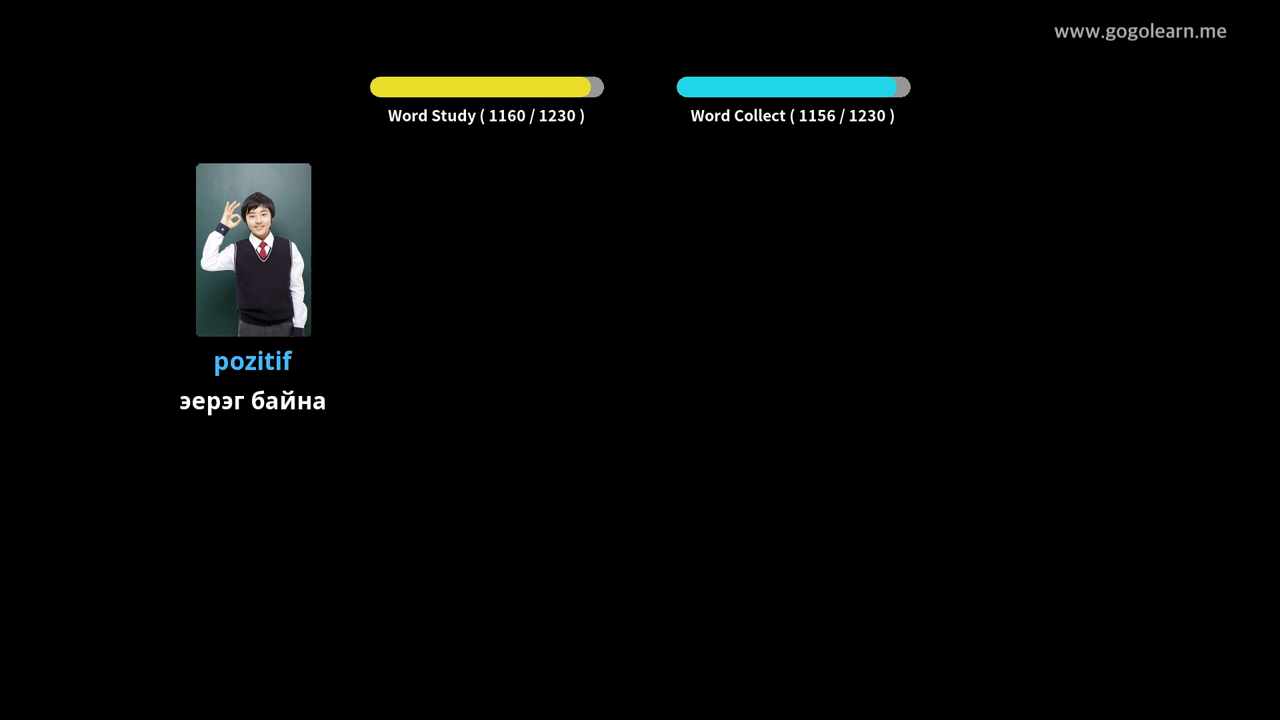 www.gogolearn.me
Word Study ( 1160 / 1230 )
Word Collect ( 1156 / 1230 )
pozitif
эерэг байна